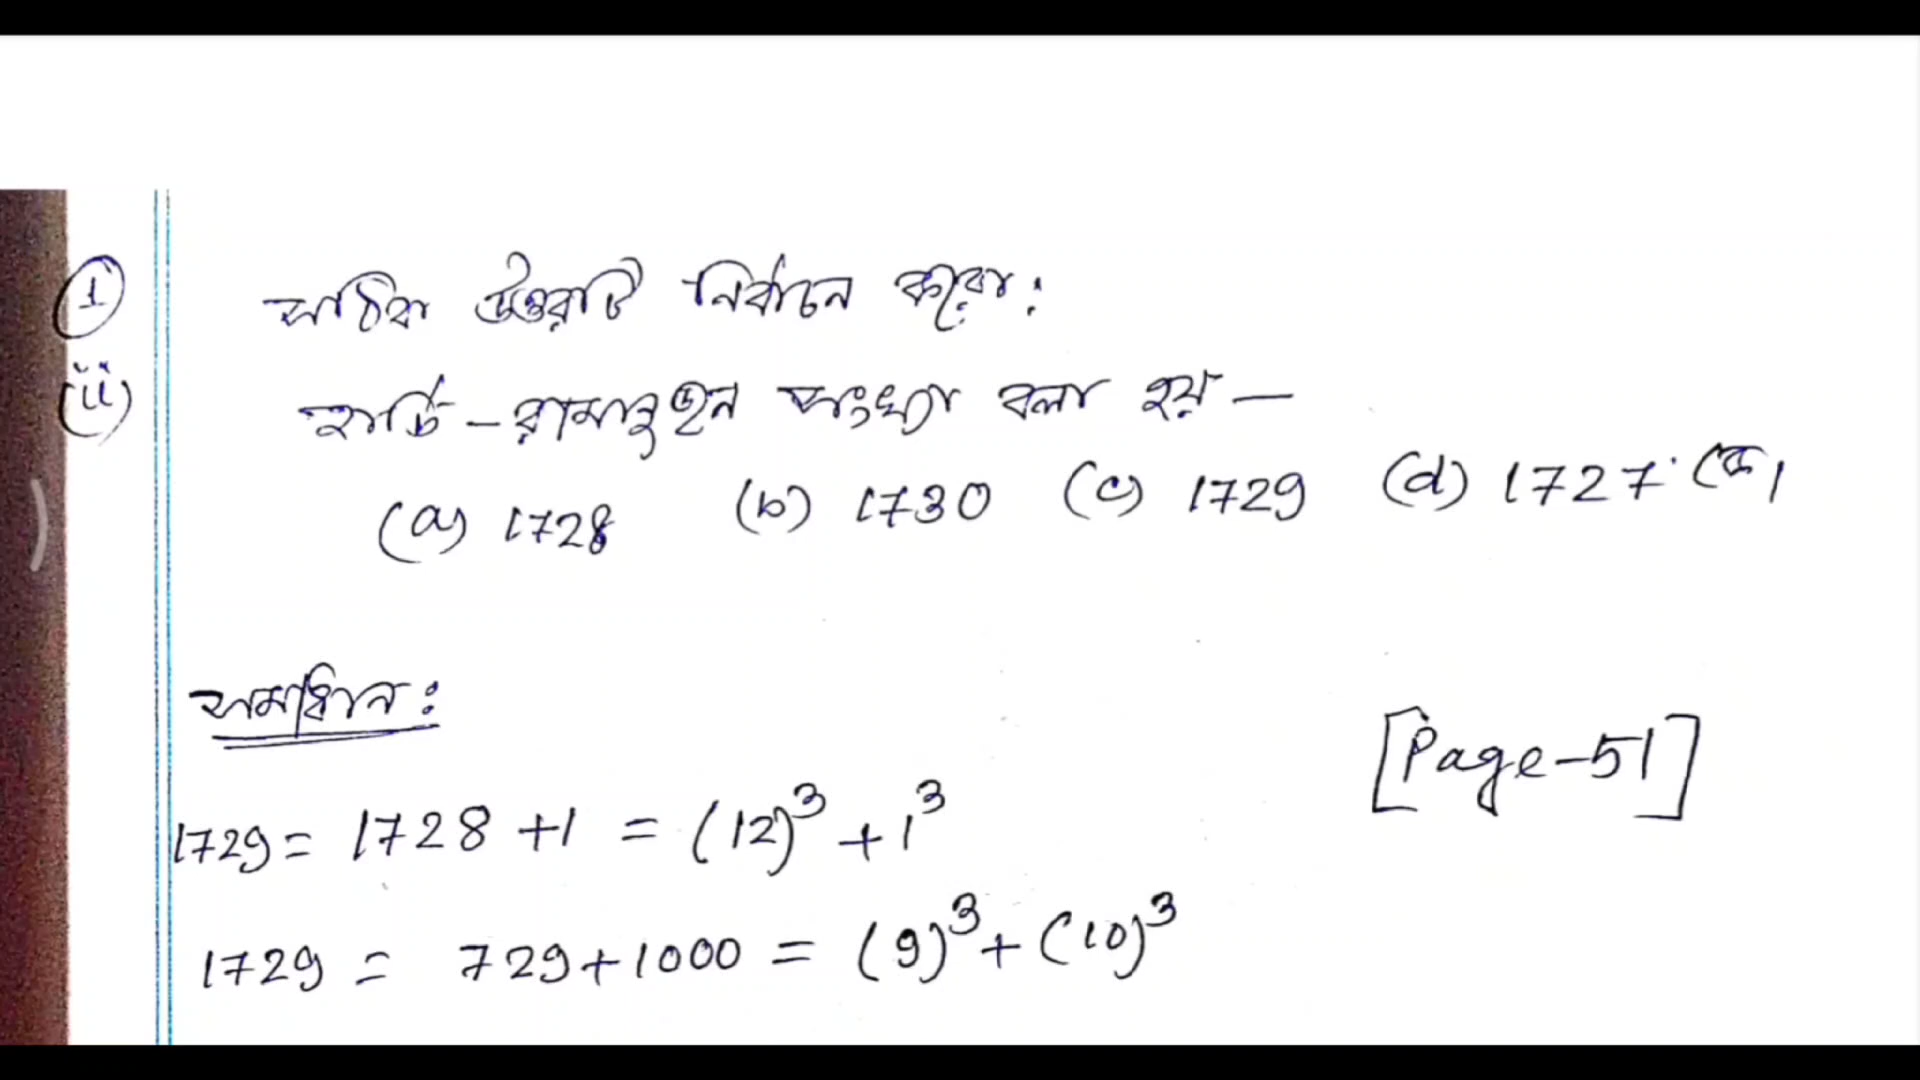 ① সঠিক উত্তরটি নির্বাচন করো:
(ii) হার্ডি-রামানুজন সংখ্যা বলা হয় —
(a) 1728 (b) 1730 (c) 1729 (d) 1727 কে।
সমাধান:
[Page-51]
1729 = 1728 + 1 = (12)³ + 1³
1729 = 729 + 1000 = (9)³ + (10)³